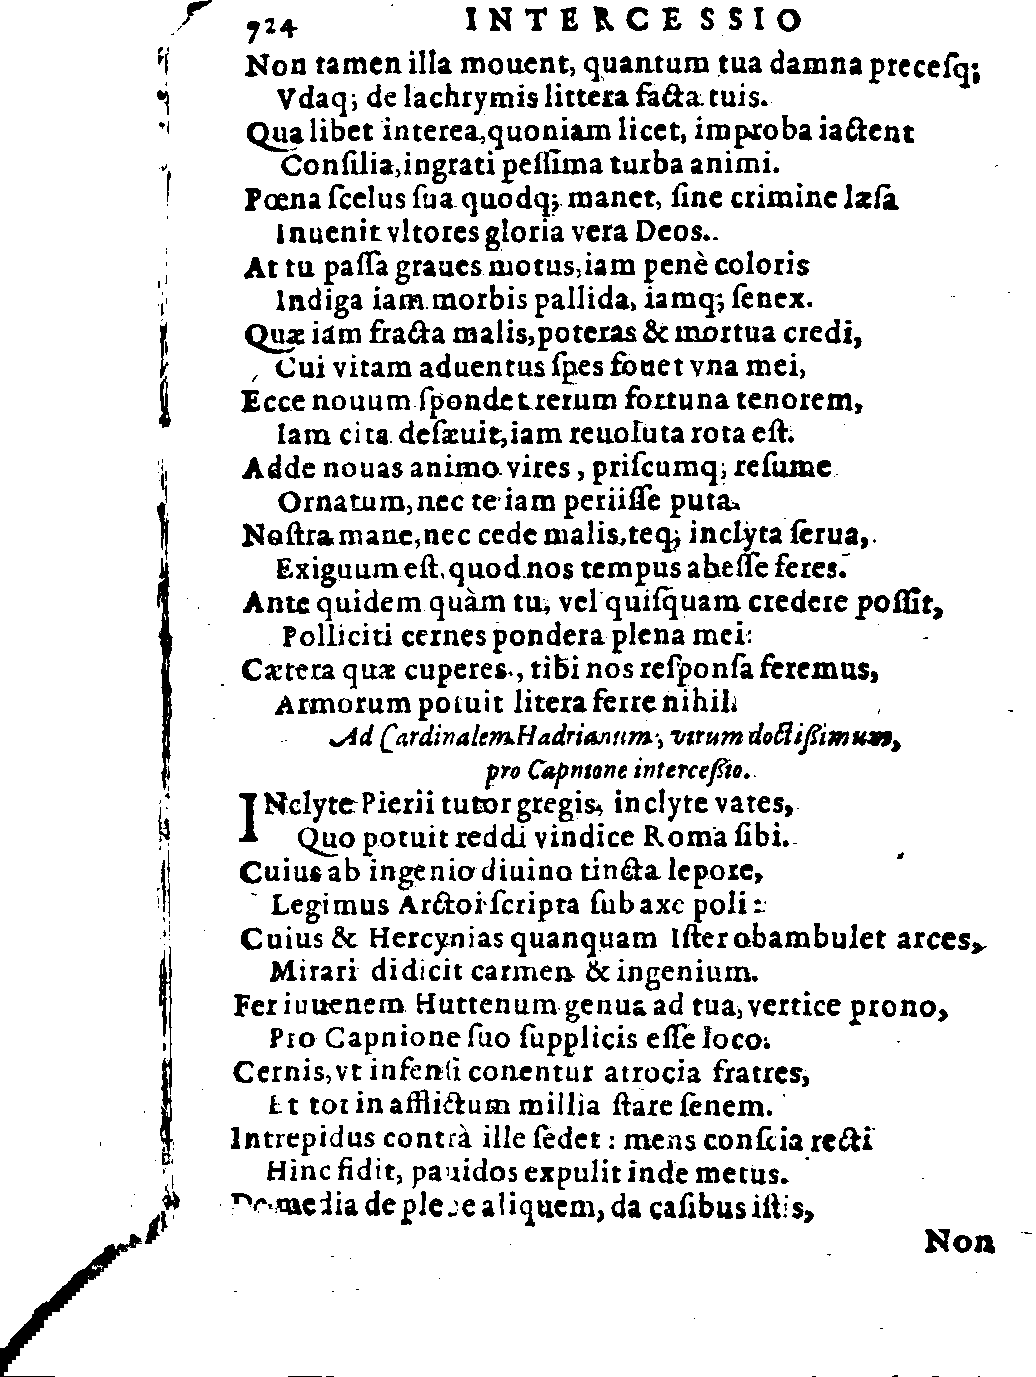 724 INTERCESSIO
Non tamen illa mouent, quantum tua damna preceſq;
Vdaq; de lachrymis littera facta tuis.
Qua libet interea, quoniam licet, improba iactent
Conſilia, ingrati peſſima turba animi.
Pœna ſcelus ſua quodq; manet, ſine crimine læſa
Inuenit vltores gloria vera Deos.
At tu paſſa graues motus, iam penè coloris
Indiga iam morbis pallida, iamq; ſenex.
Quæ iam fracta malis, poteras & mortua credi,
Cui vitam aduentus ſpes fouet vna mei,
Ecce nouum ſpondet rerum fortuna tenorem,
Iam cita deſæuit, iam reuoluta rota eſt.
Adde nouas animo vires, priſcumq; reſume
Ornatum, nec te iam periiſſe puta.
Noſtra mane, nec cede malis, teq; inclyta ſerua,
Exiguum eſt, quod nos tempus abeſſe feres.
Ante quidem quàm tu, vel quiſquam credere poſſit,
Polliciti cernes pondera plena mei:
Cætera quæ cuperes, tibi nos reſponſa feremus,
Armorum potuit litera ferre nihil.
Ad Cardinalem Hadrianum, virum doctißimum,
pro Capnione interceßio.
INclyte Pierii tutor gregis, inclyte vates,
Quo potuit reddi vindice Roma ſibi.
Cuius ab ingenio diuino tincta lepore,
Legimus Arctoi ſcripta ſub axe poli:
Cuius & Hercynias quanquam Iſter obambulet arces,
Mirari didicit carmen & ingenium.
Fer iuuenem Huttenum genua ad tua, vertice prono,
Pro Capnione ſuo ſupplicis eſſe loco.
Cernis, vt infenſi conentur atrocia fratres,
Et tot in afflictum millia ſtare ſenem.
Intrepidus contrà ille ſedet: mens conſcia recti
Hinc fidit, pauidos expulit inde metus.
media de plebe aliquem, da caſibus iſtis,
Non